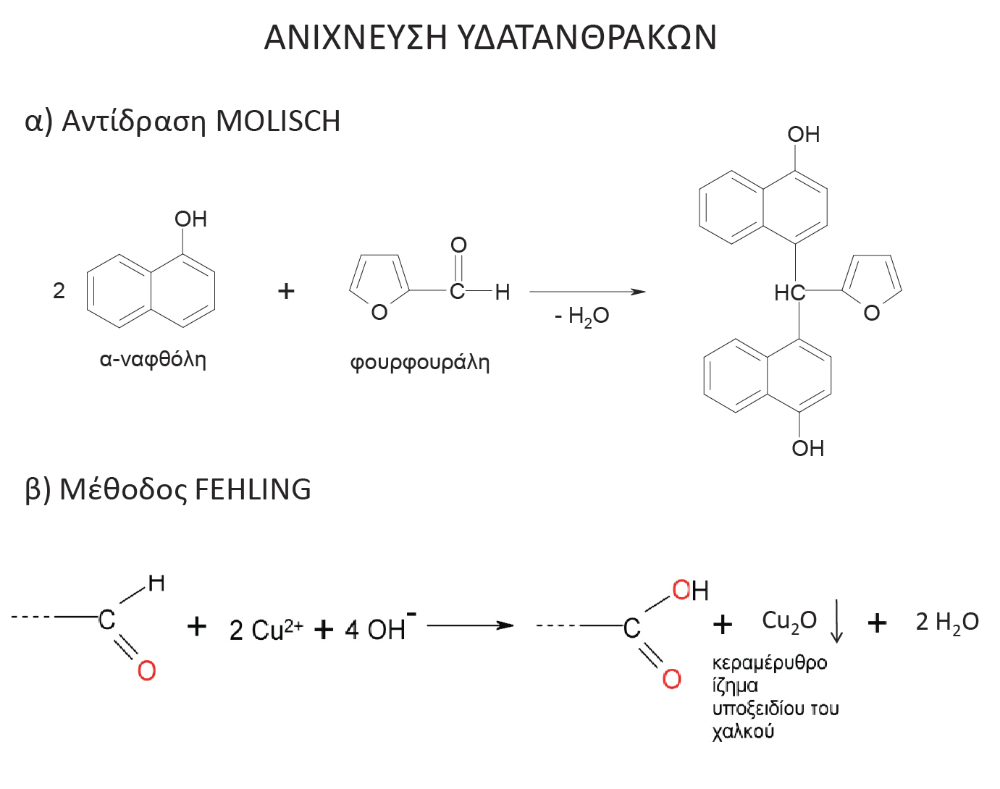 ΑΝΙΧΝΕΥΣΗ ΥΔΑΤΑΝΘΡΑΚΩΝ
α) Αντίδραση MOLISCH
OH
OH
O
2 + C H - H₂O HC
O
O
α-ναφθόλη
φουρφουράλη
OH
β) Μέθοδος FEHLING
H
OH
C + 2 Cu²⁺ + 4 OH⁻ C + Cu₂O ↓ + 2 H₂O
O
O
κεραμέρυθρο
ίζημα
υποξειδίου του
χαλκού